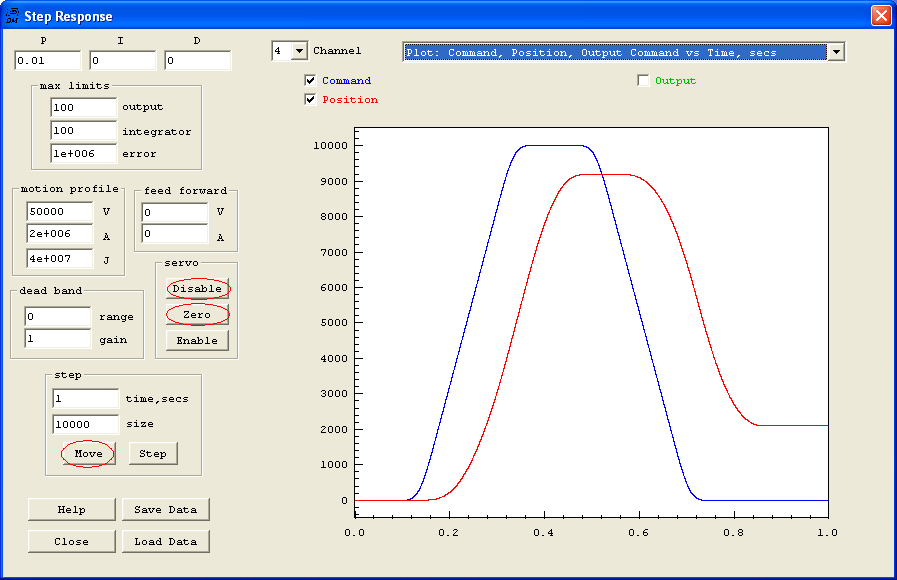 DM Step Response
P I D
0.01 0 0
4 Channel
Plot: Command, Position, Output Command vs Time, secs
Command
Output
Position
max limits
100 output
100 integrator
1e+006 error
motion profile
50000 V
2e+006 A
4e+007 J
feed forward
0 V
0 A
servo
Disable
Zero
Enable
dead band
0 range
1 gain
step
1 time,secs
10000 size
Move Step
Help Save Data
Close Load Data
10000
9000
8000
7000
6000
5000
4000
3000
2000
1000
0
0.0 0.2 0.4 0.6 0.8 1.0